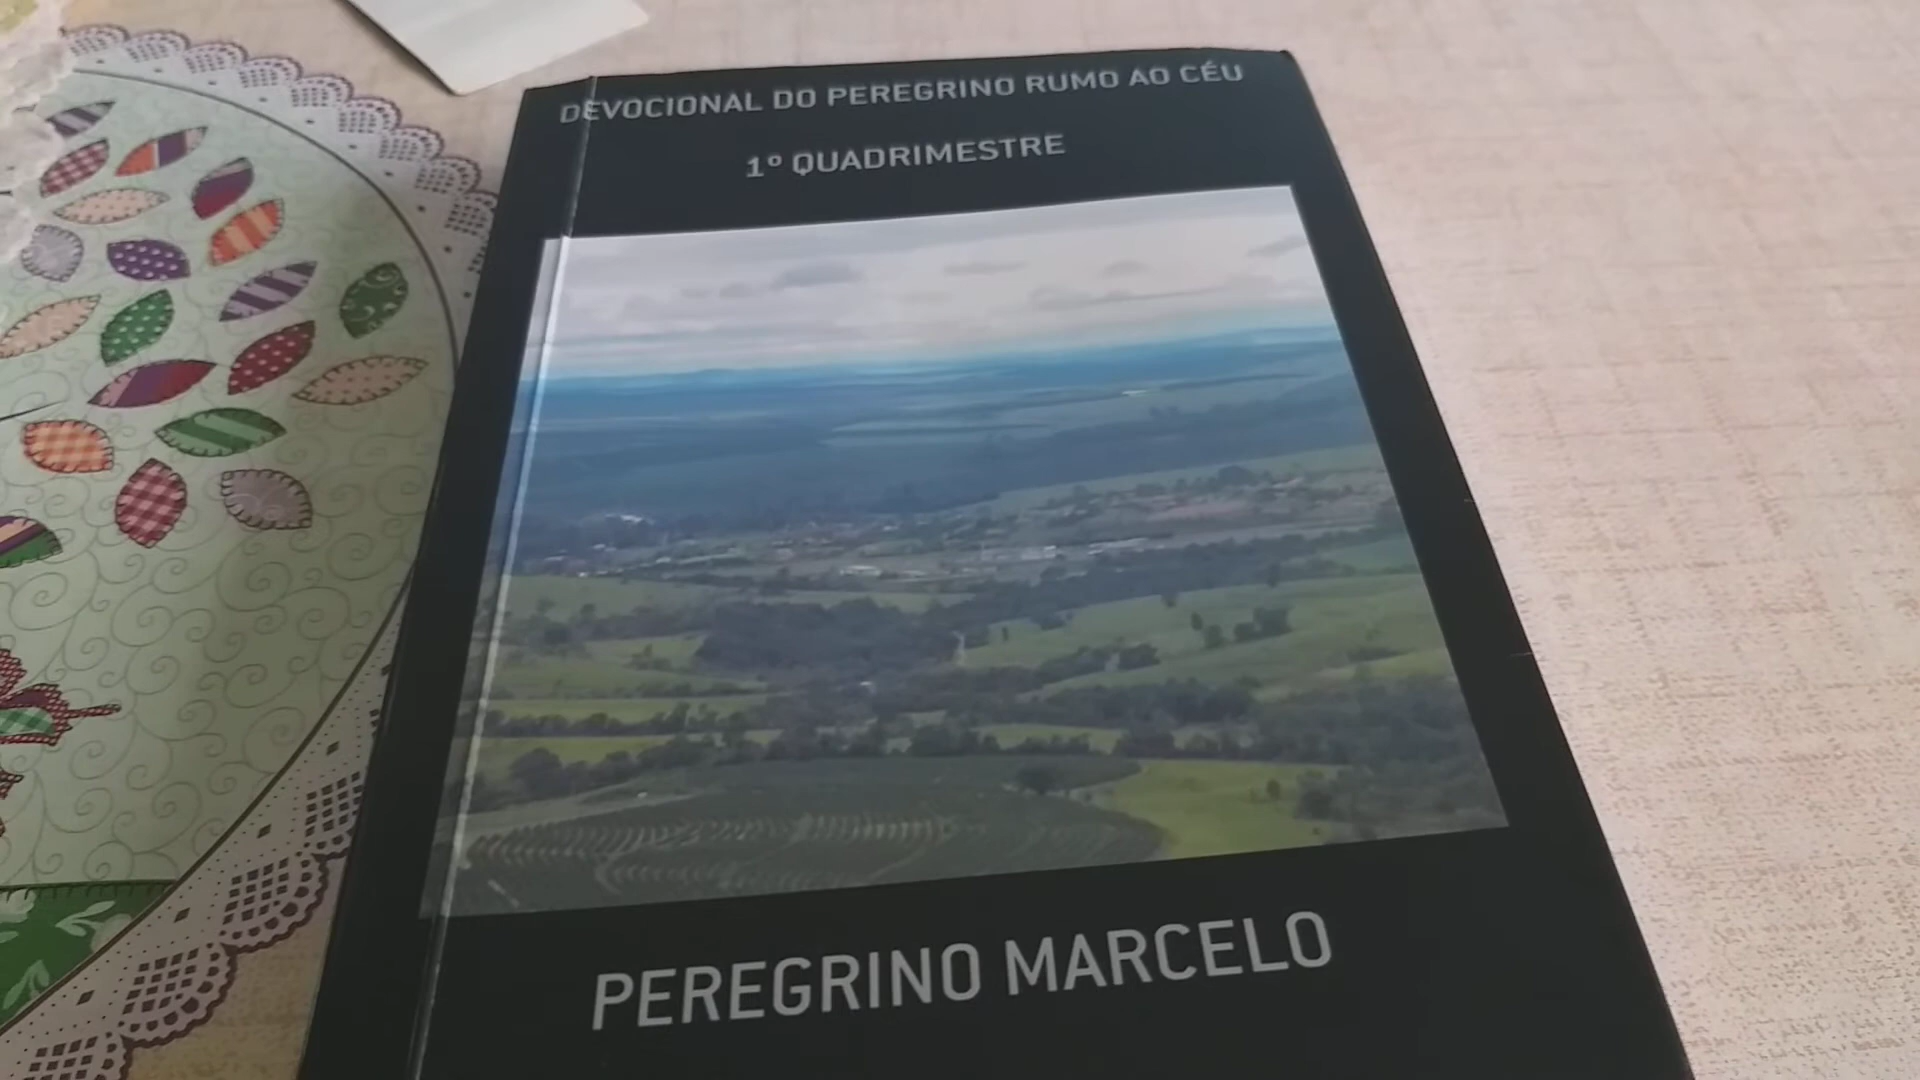 DEVOCIONAL DO PEREGRINO RUMO AO CÉU
1º QUADRIMESTRE
PEREGRINO MARCELO